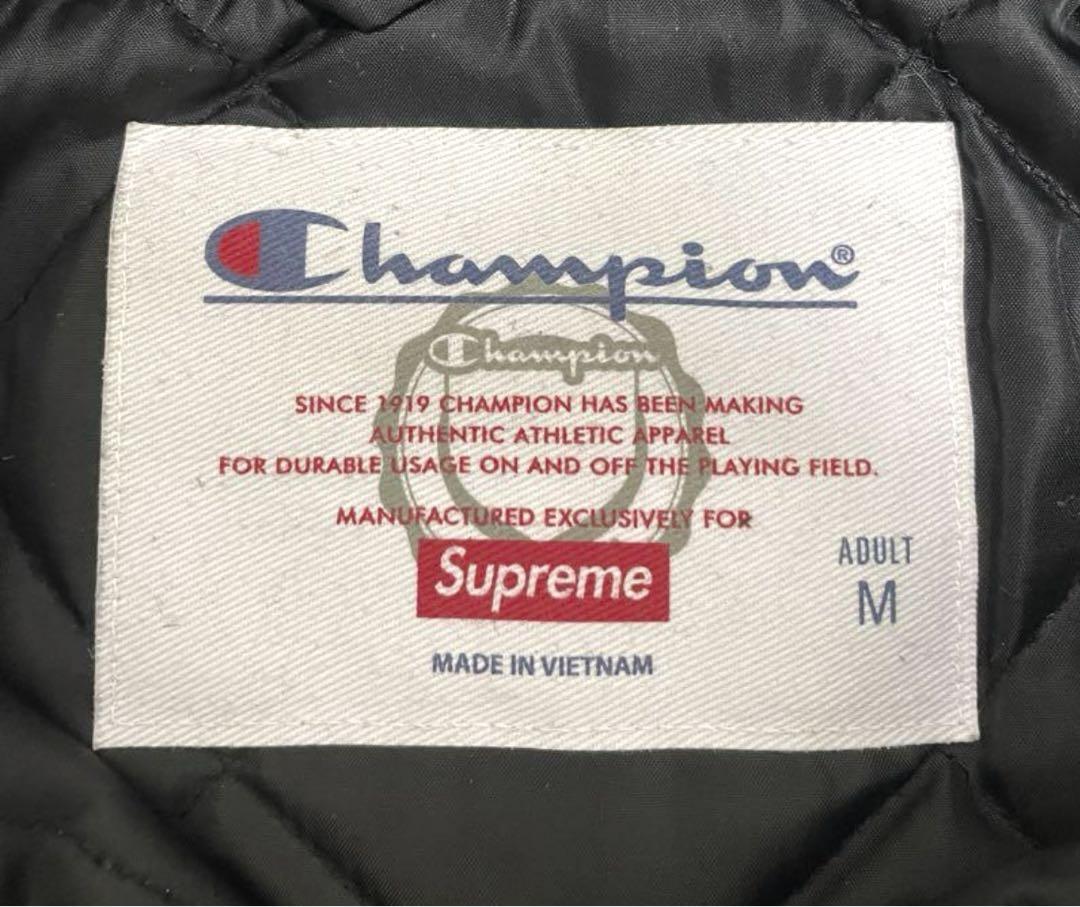 Champion®
Champion
SINCE 1919 CHAMPION HAS BEEN MAKING
AUTHENTIC ATHLETIC APPAREL
FOR DURABLE USAGE ON AND OFF THE PLAYING FIELD.
MANUFACTURED EXCLUSIVELY FOR
Supreme
ADULT
M
MADE IN VIETNAM